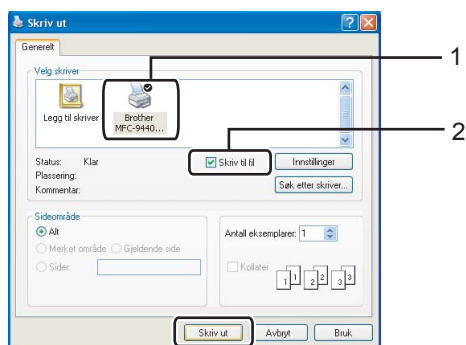 Skriv ut
Generelt
Velg skriver
Legg til skriver
Brother
MFC-9440...
1
Status: Klar
Plassering:
Kommentar:
Skriv til fil
Innstillinger
Søk etter skriver...
2
Sideområde
Alt
Merket område Gjeldende side
Sider:
Antall eksemplarer: 1
Kollater
1 1 2 2 3 3
Skriv ut Avbryt Bruk